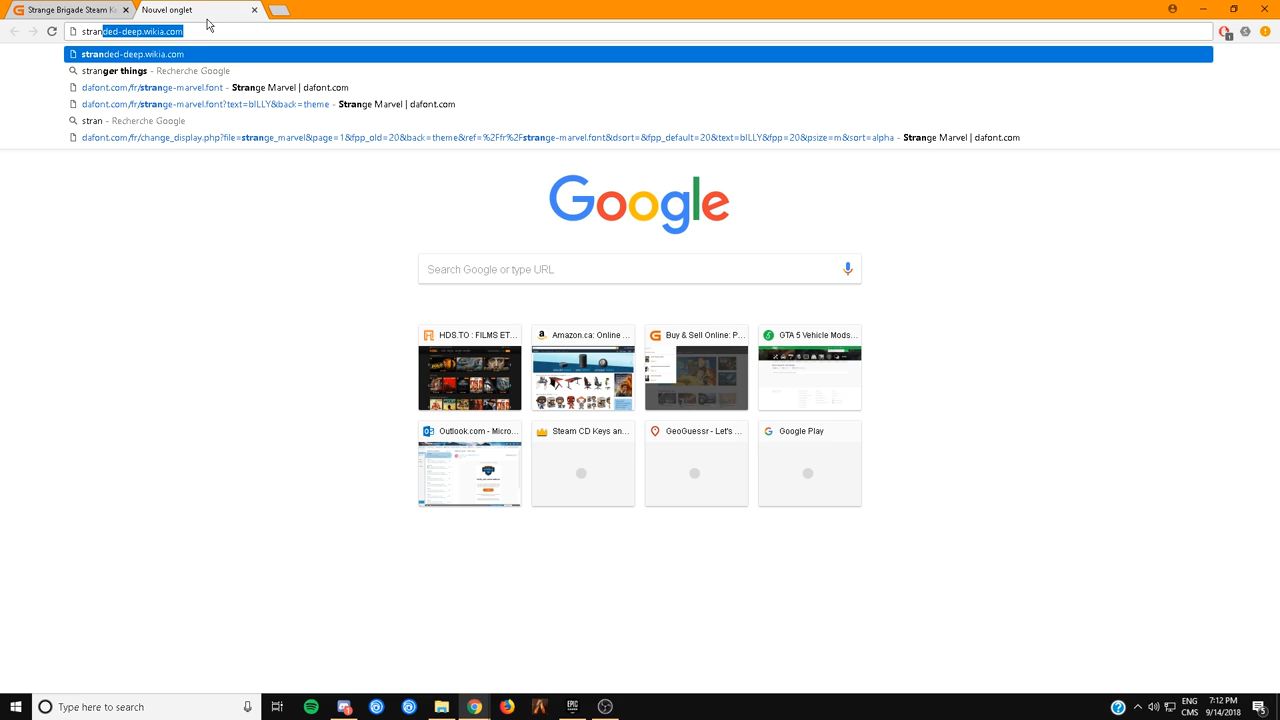 Strange Brigade Steam Ke
Nouvel onglet
stranded-deep.wikia.com
stranded-deep.wikia.com
stranger things - Recherche Google
dafont.com/fr/strange-marvel.font - Strange Marvel | dafont.com
dafont.com/fr/strange-marvel.font?text=bILLY&back=theme - Strange Marvel | dafont.com
stran - Recherche Google
dafont.com/fr/change_display.php?file=strange_marvel&page=1&fpp_old=20&back=theme&ref=%2Ffr%2Fstrange-marvel.font&dsort=&fpp_default=20&text=bILLY&fpp=20&psize=m&sort=alpha - Strange Marvel | dafont.com
Google
Search Google or type URL
HDS.TO : FILMS ET...
Amazon.ca: Online ...
Buy & Sell Online: P...
GTA 5 Vehicle Mods...
Outlook.com - Micro...
Steam CD Keys an...
GeoGuessr - Let's ...
Google Play
Type here to search
ENG
CMS
7:12 PM
9/14/2018